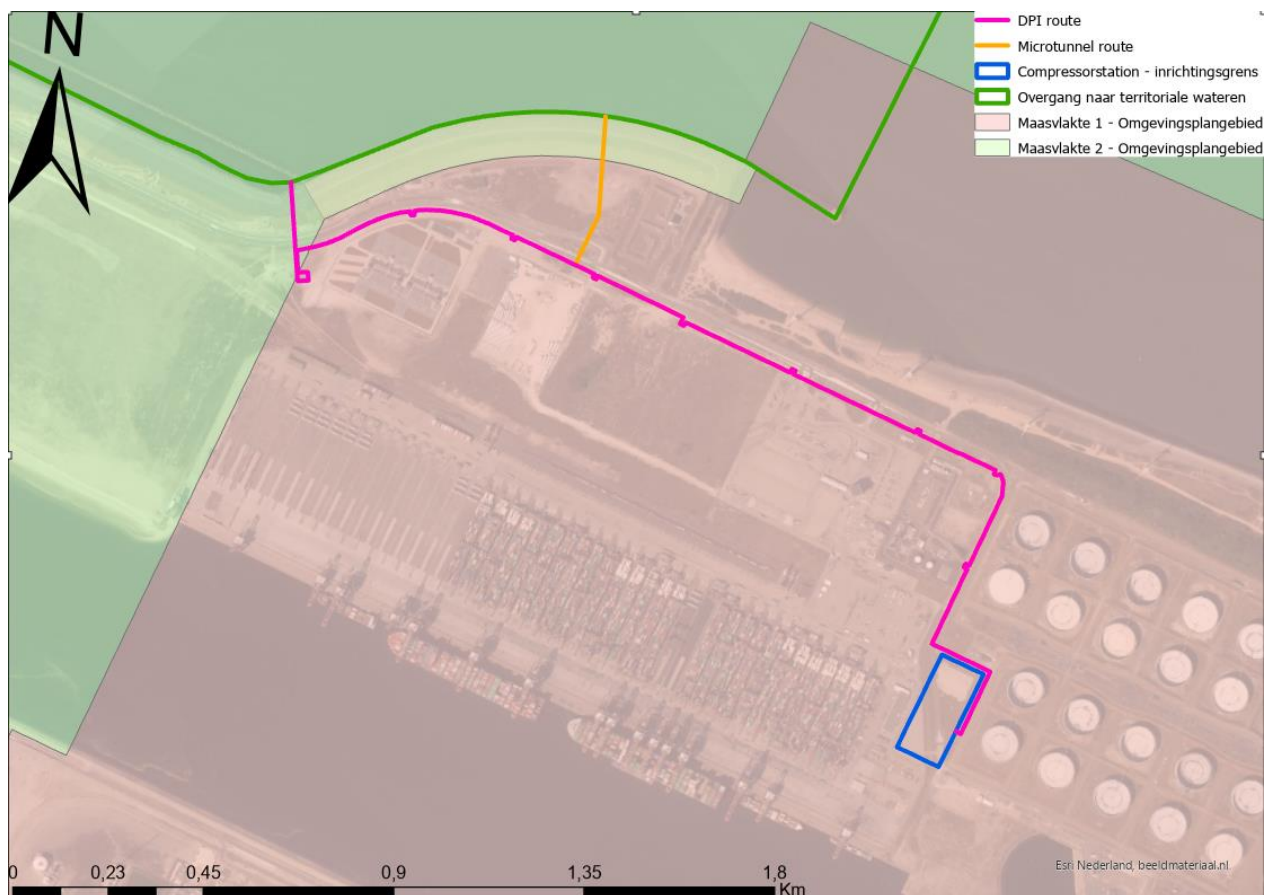 N
DPI route
Microtunnel route
Compressorstation - inrichtingsgrens
Overgang naar territoriale wateren
Maasvlakte 1 - Omgevingsplangebied
Maasvlakte 2 - Omgevingsplangebied
0 0,23 0,45 0,9 1,35 1,8
Km
Esri Nederland, beeldmateriaal.nl